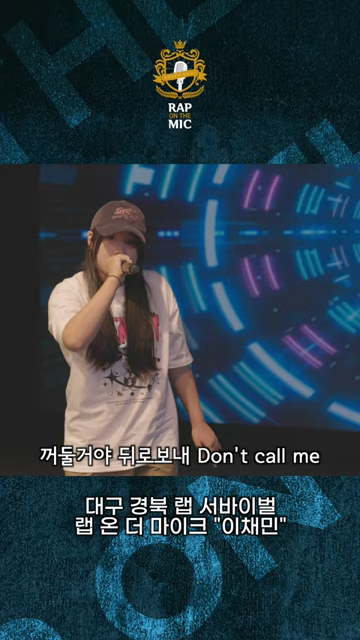 RAP
ON THE
MIC
꺼둘거야 뒤로보내 Don't call me
대구 경북 랩 서바이벌
랩 온 더 마이크 "이채민"